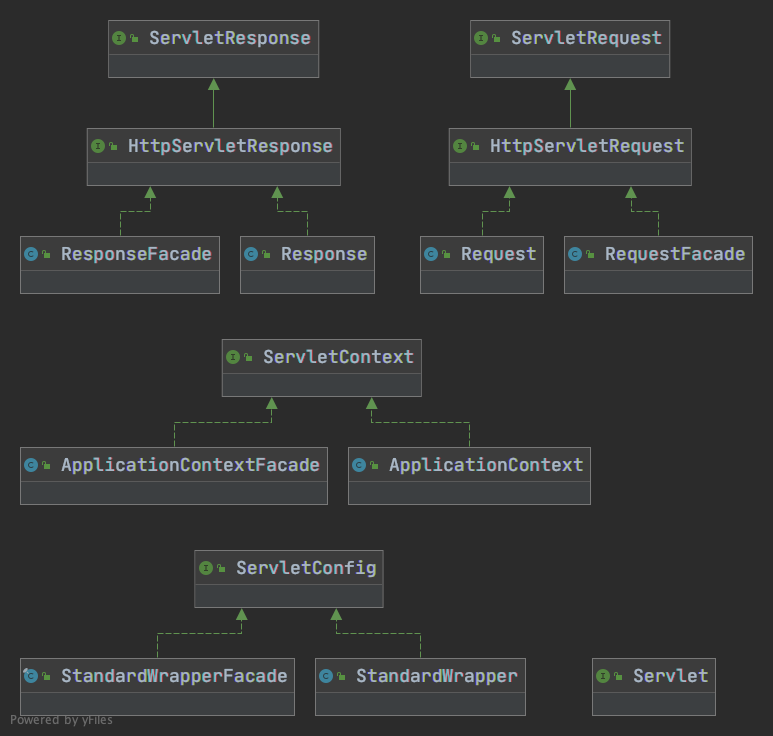 ServletResponse
ServletRequest
HttpServletResponse
HttpServletRequest
ResponseFacade
Response
Request
RequestFacade
ServletContext
ApplicationContextFacade
ApplicationContext
ServletConfig
StandardWrapperFacade
StandardWrapper
Servlet
Powered by yFiles